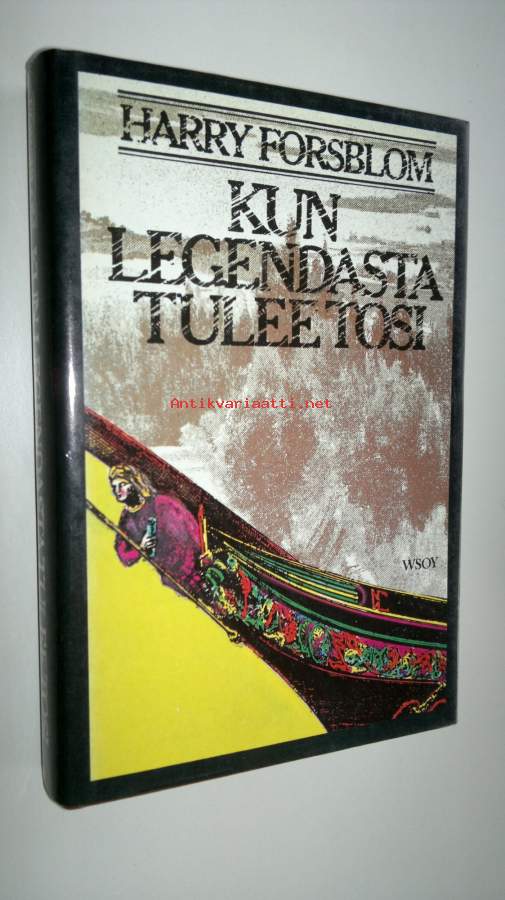 HARRY FORSBLOM
KUN
LEGENDASTA
TULEE TOSI
Antikvariaatti.net
WSOY